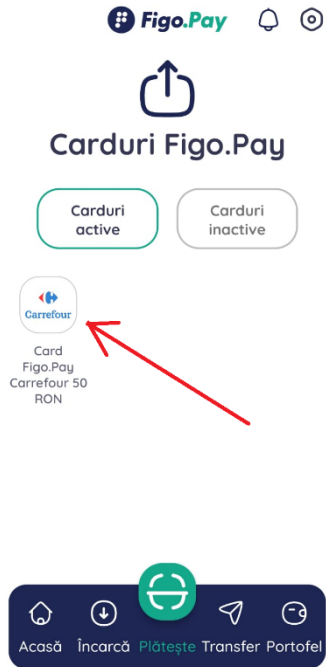 Figo.Pay
Carduri Figo.Pay
Carduri
active
Carduri
inactive
Carrefour
Card
Figo.Pay
Carrefour 50
RON
Acasă Încarcă Plătește Transfer Portofel